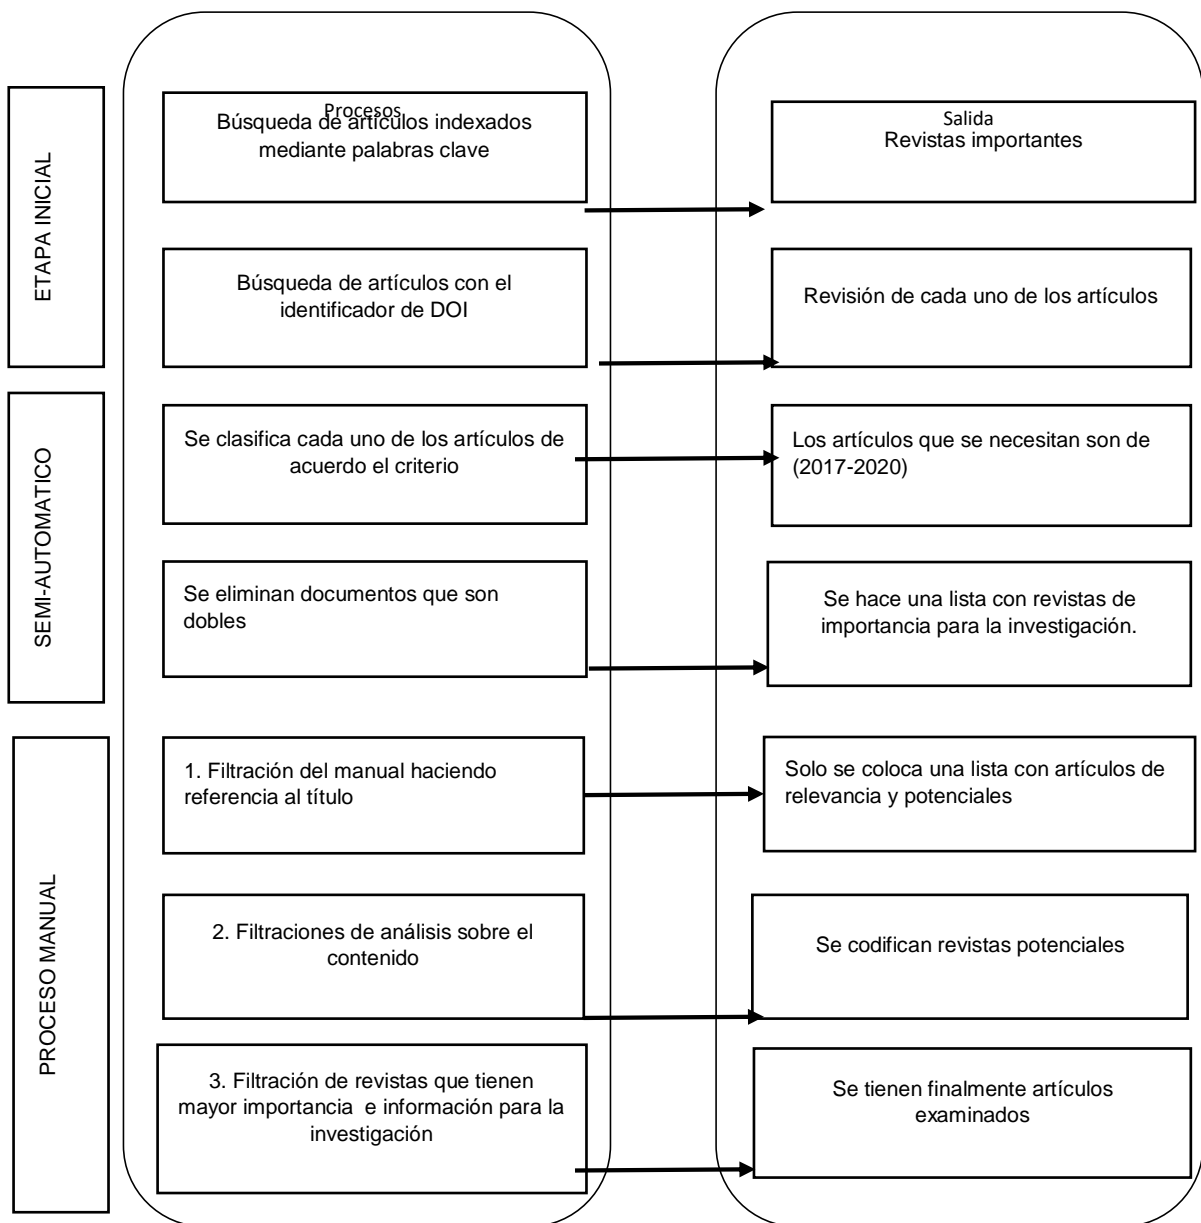 Procesos
Salida
ETAPA INICIAL
Búsqueda de artículos indexados
mediante palabras clave
Revistas importantes
Búsqueda de artículos con el
identificador de DOI
Revisión de cada uno de los artículos
SEMI-AUTOMATICO
Se clasifica cada uno de los artículos de
acuerdo el criterio
Los artículos que se necesitan son de
(2017-2020)
Se eliminan documentos que son
dobles
Se hace una lista con revistas de
importancia para la investigación.
PROCESO MANUAL
1. Filtración del manual haciendo
referencia al título
Solo se coloca una lista con artículos de
relevancia y potenciales
2. Filtraciones de análisis sobre el
contenido
Se codifican revistas potenciales
3. Filtración de revistas que tienen
mayor importancia e información para la
investigación
Se tienen finalmente artículos
examinados